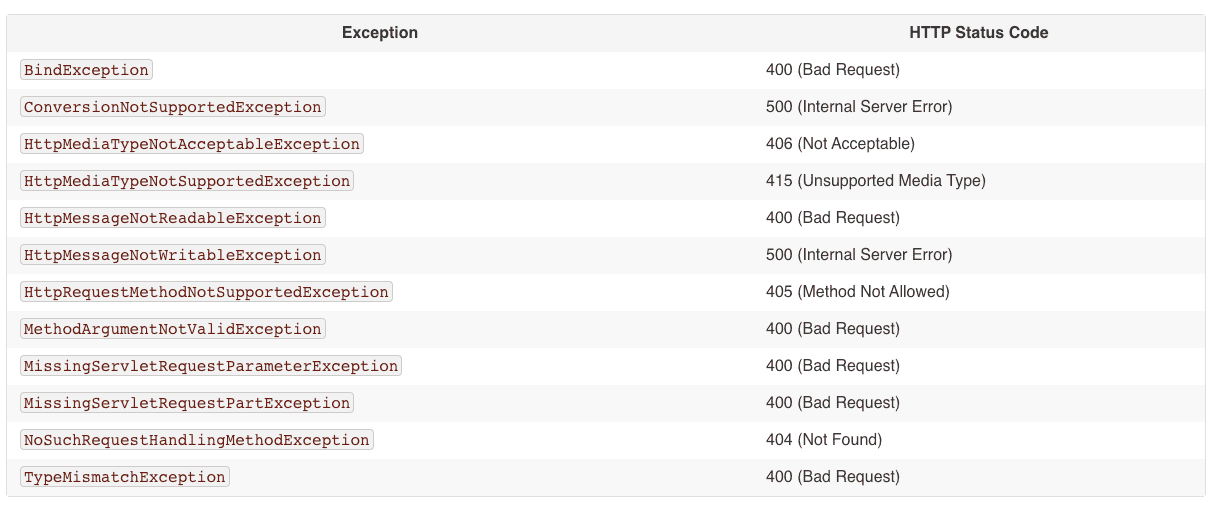 Exception HTTP Status Code
BindException 400 (Bad Request)
ConversionNotSupportedException 500 (Internal Server Error)
HttpMediaTypeNotAcceptableException 406 (Not Acceptable)
HttpMediaTypeNotSupportedException 415 (Unsupported Media Type)
HttpMessageNotReadableException 400 (Bad Request)
HttpMessageNotWritableException 500 (Internal Server Error)
HttpRequestMethodNotSupportedException 405 (Method Not Allowed)
MethodArgumentNotValidException 400 (Bad Request)
MissingServletRequestParameterException 400 (Bad Request)
MissingServletRequestPartException 400 (Bad Request)
NoSuchRequestHandlingMethodException 404 (Not Found)
TypeMismatchException 400 (Bad Request)